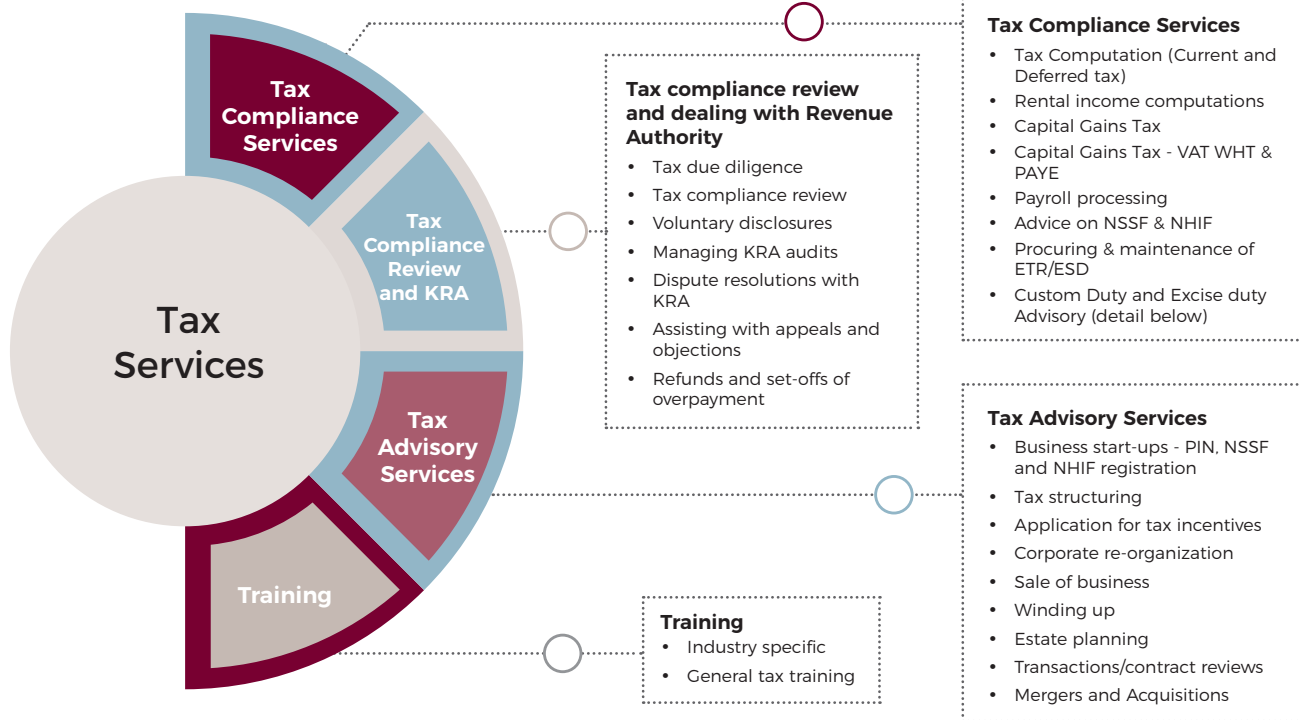 Tax
Services
Tax
Compliance
Services
Tax
Compliance
Review
and KRA
Tax
Advisory
Services
Training
Tax compliance review
and dealing with Revenue
Authority
• Tax due diligence
• Tax compliance review
• Voluntary disclosures
• Managing KRA audits
• Dispute resolutions with
KRA
• Assisting with appeals and
objections
• Refunds and set-offs of
overpayment
Training
• Industry specific
• General tax training
Tax Compliance Services
• Tax Computation (Current and
Deferred tax)
• Rental income computations
• Capital Gains Tax
• Capital Gains Tax - VAT WHT &
PAYE
• Payroll processing
• Advice on NSSF & NHIF
• Procuring & maintenance of
ETR/ESD
• Custom Duty and Excise duty
Advisory (detail below)
Tax Advisory Services
• Business start-ups - PIN, NSSF
and NHIF registration
• Tax structuring
• Application for tax incentives
• Corporate re-organization
• Sale of business
• Winding up
• Estate planning
• Transactions/contract reviews
• Mergers and Acquisitions